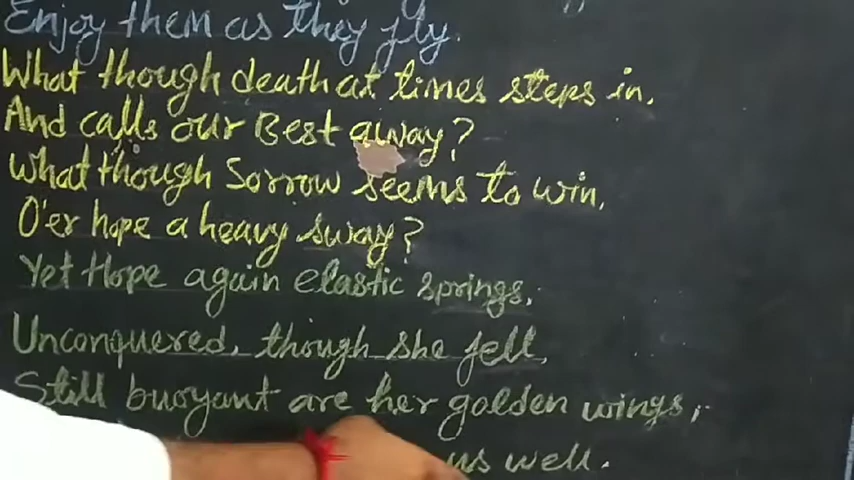 Enjoy them as they fly.
What though death at times steps in,
And calls our Best away?
What though Sorrow seems to win,
O'er hope a heavy sway?
Yet Hope again elastic springs,
Unconquered, though she fell,
Still buoyant are her golden wings,
us well.